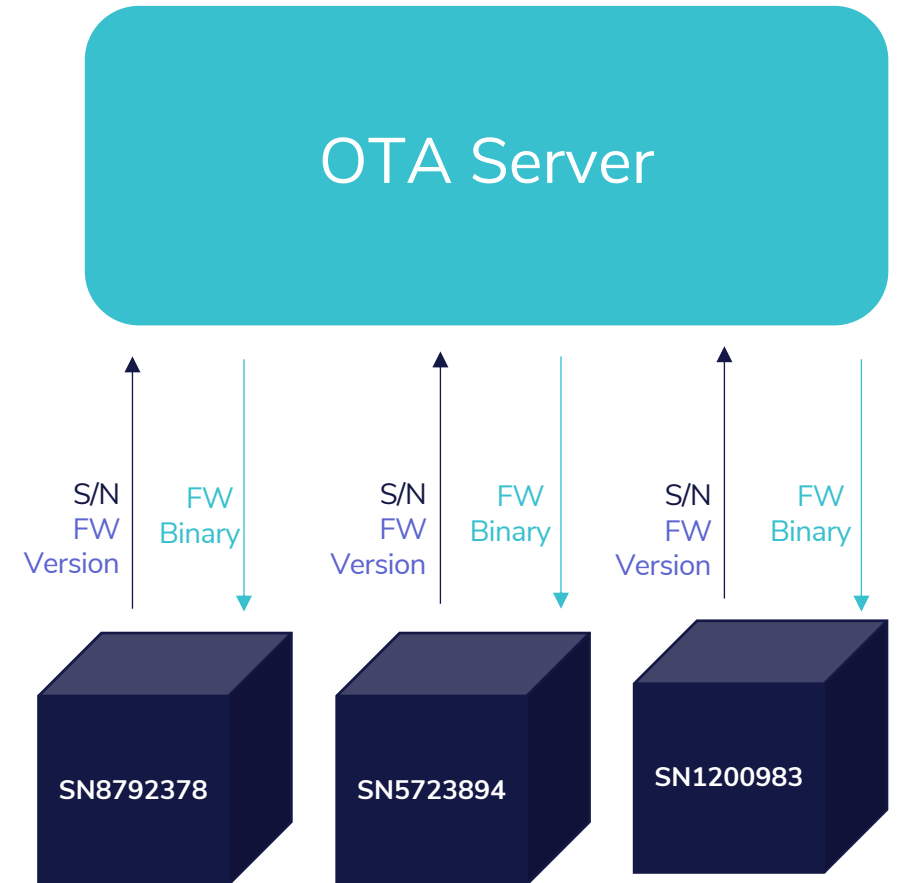 OTA Server
S/N
FW
Version
FW
Binary
S/N
FW
Version
FW
Binary
S/N
FW
Version
FW
Binary
SN8792378
SN5723894
SN1200983